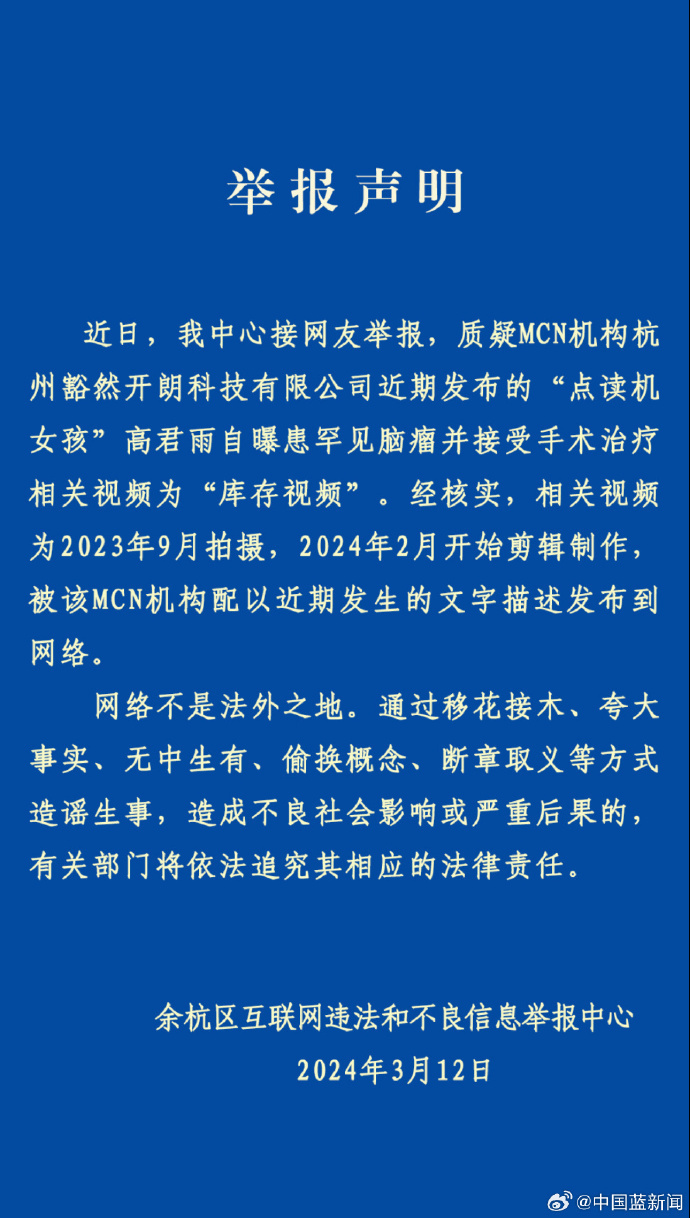 举报声明
近日，我中心接网友举报，质疑MCN机构杭
州豁然开朗科技有限公司近期发布的“点读机
女孩”高君雨自曝患罕见脑瘤并接受手术治疗
相关视频为“库存视频”。经核实，相关视频
为2023年9月拍摄，2024年2月开始剪辑制作，
被该MCN机构配以近期发生的文字描述发布到
网络。
网络不是法外之地。通过移花接木、夸大
事实、无中生有、偷换概念、断章取义等方式
造谣生事，造成不良社会影响或严重后果的，
有关部门将依法追究其相应的法律责任。
余杭区互联网违法和不良信息举报中心
2024年3月12日
@中国蓝新闻